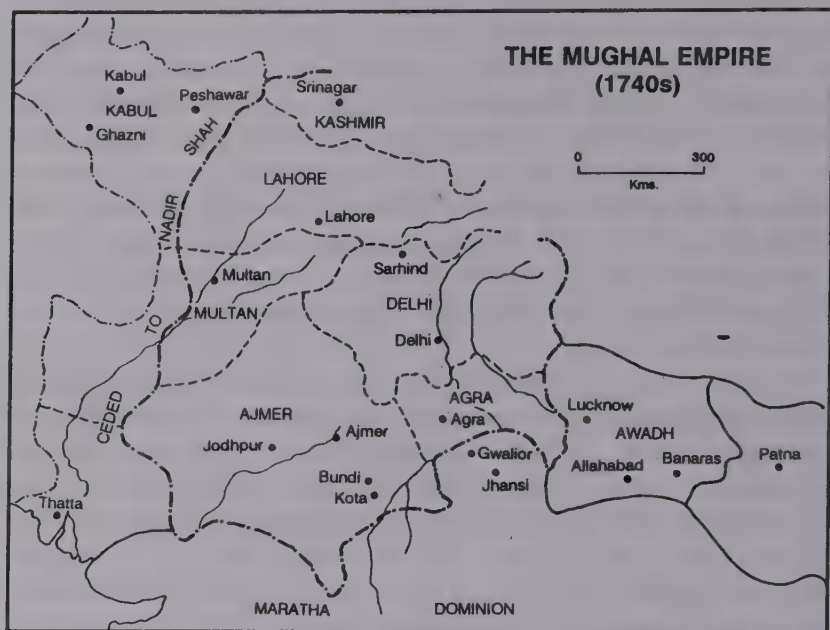 THE MUGHAL EMPIRE
(1740s)
0 300
Kms.
Kabul
KABUL
Ghazni
Peshawar
Srinagar
KASHMIR
CEDED TO NADIR SHAH
LAHORE
Lahore
Sarhind
Multan
MULTAN
DELHI
Delhi
AGRA
Agra
AJMER
Ajmer
Jodhpur
Bundi
Kota
Gwalior
Jhansi
Lucknow
AWADH
Allahabad
Banaras
Patna
Thatta
MARATHA DOMINION